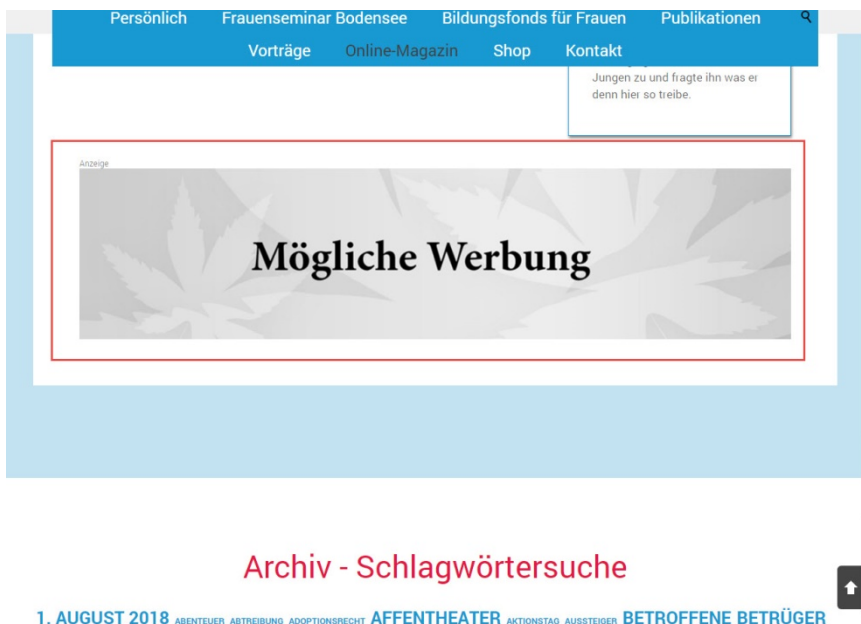 Persönlich Frauenseminar Bodensee Bildungsfonds für Frauen Publikationen
Vorträge Online-Magazin Shop Kontakt
Jungen zu und fragte ihn was er
denn hier so treibe.
Anzeige
Mögliche Werbung
Archiv - Schlagwörtersuche
1. AUGUST 2018 ABENTEUER ABTREIBUNG ADOPTIONSRECHT AFFENTHEATER AKTIONSTAG AUSSTEIGER BETROFFENE BETRÜGER